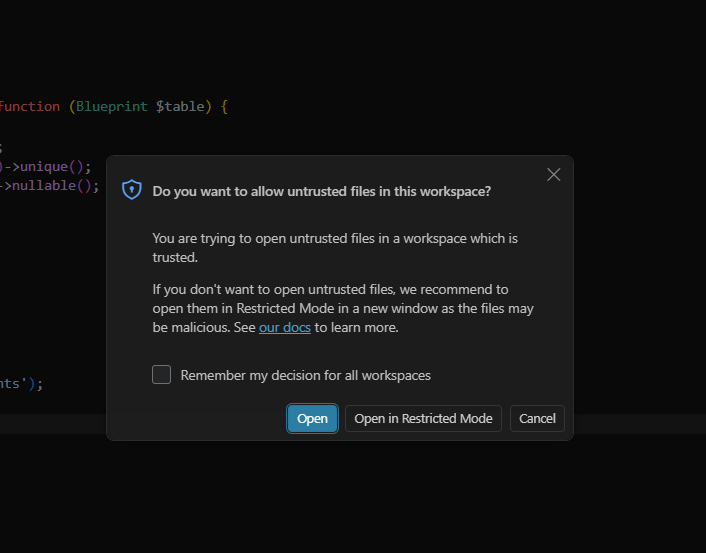 function (Blueprint $table) {
;
)->unique();
->nullable();
Do you want to allow untrusted files in this workspace?
You are trying to open untrusted files in a workspace which is
trusted.
If you don't want to open untrusted files, we recommend to
open them in Restricted Mode in a new window as the files may
be malicious. See our docs to learn more.
Remember my decision for all workspaces
nts');
Open Open in Restricted Mode Cancel